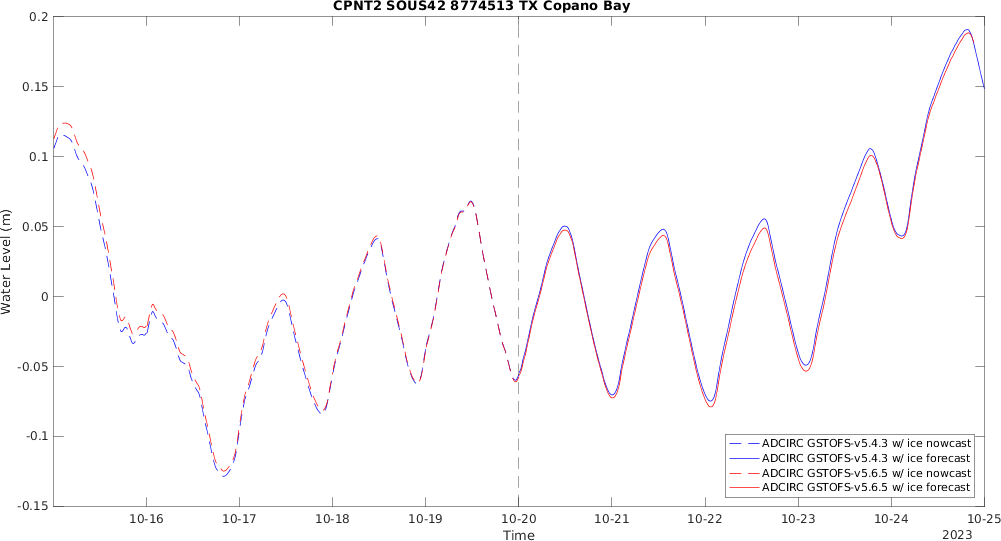 CPNT2 SOUS42 8774513 TX Copano Bay
0.2
0.15
0.1
0.05
0
-0.05
-0.1
-0.15
Water Level (m)
10-16 10-17 10-18 10-19 10-20 10-21 10-22 10-23 10-24 10-25
Time
2023
ADCIRC GSTOFS-v5.4.3 w/ ice nowcast
ADCIRC GSTOFS-v5.4.3 w/ ice forecast
ADCIRC GSTOFS-v5.6.5 w/ ice nowcast
ADCIRC GSTOFS-v5.6.5 w/ ice forecast